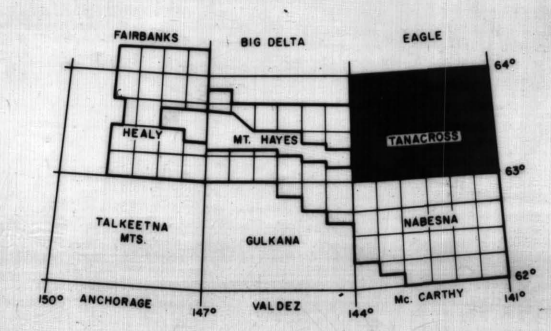 FAIRBANKS
BIG DELTA
EAGLE
64°
HEALY
MT. HAYES
TANACROSS
63°
TALKEETNA
MTS.
GULKANA
NABESNA
62°
150°
ANCHORAGE
147°
VALDEZ
144°
Mc. CARTHY
141°